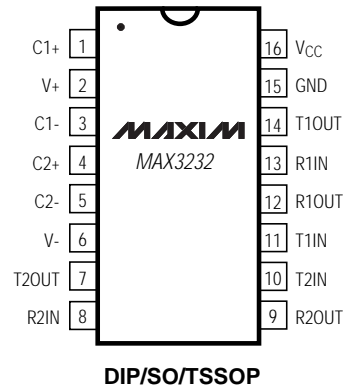 C1+ 1 16 VCC
V+ 2 15 GND
C1- 3 MAXIM 14 T1OUT
C2+ 4 MAX3232 13 R1IN
C2- 5 12 R1OUT
V- 6 11 T1IN
T2OUT 7 10 T2IN
R2IN 8 9 R2OUT
DIP/SO/TSSOP